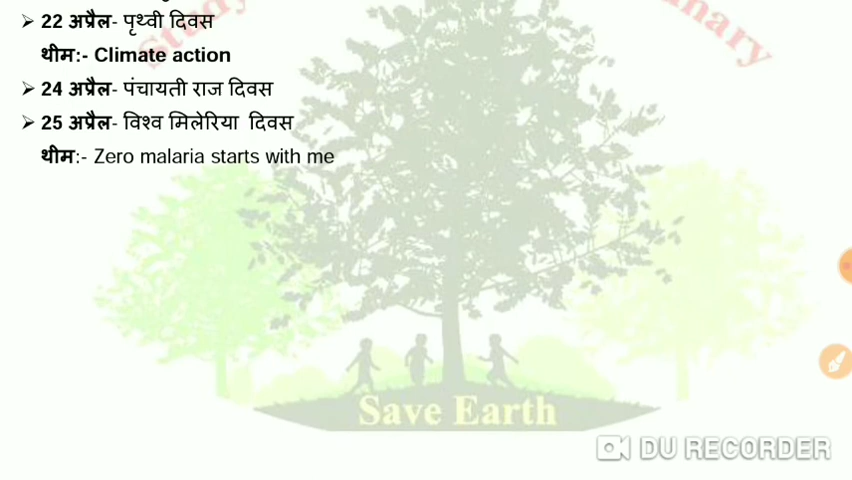 ➢ 22 अप्रैल- पृथ्वी दिवस
थीम:- Climate action
➢ 24 अप्रैल- पंचायती राज दिवस
➢ 25 अप्रैल- विश्व मिलेरिया दिवस
थीम:- Zero malaria starts with me
Save Earth
DU RECORDER